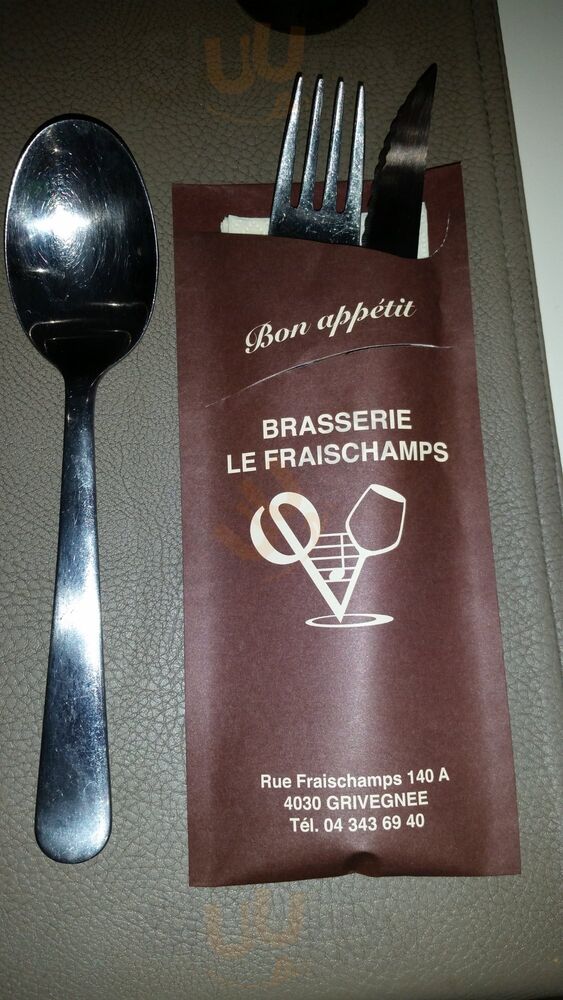 Bon appétit
BRASSERIE
LE FRAISCHAMPS
Rue Fraischamps 140 A
4030 GRIVEGNEE
Tél. 04 343 69 40